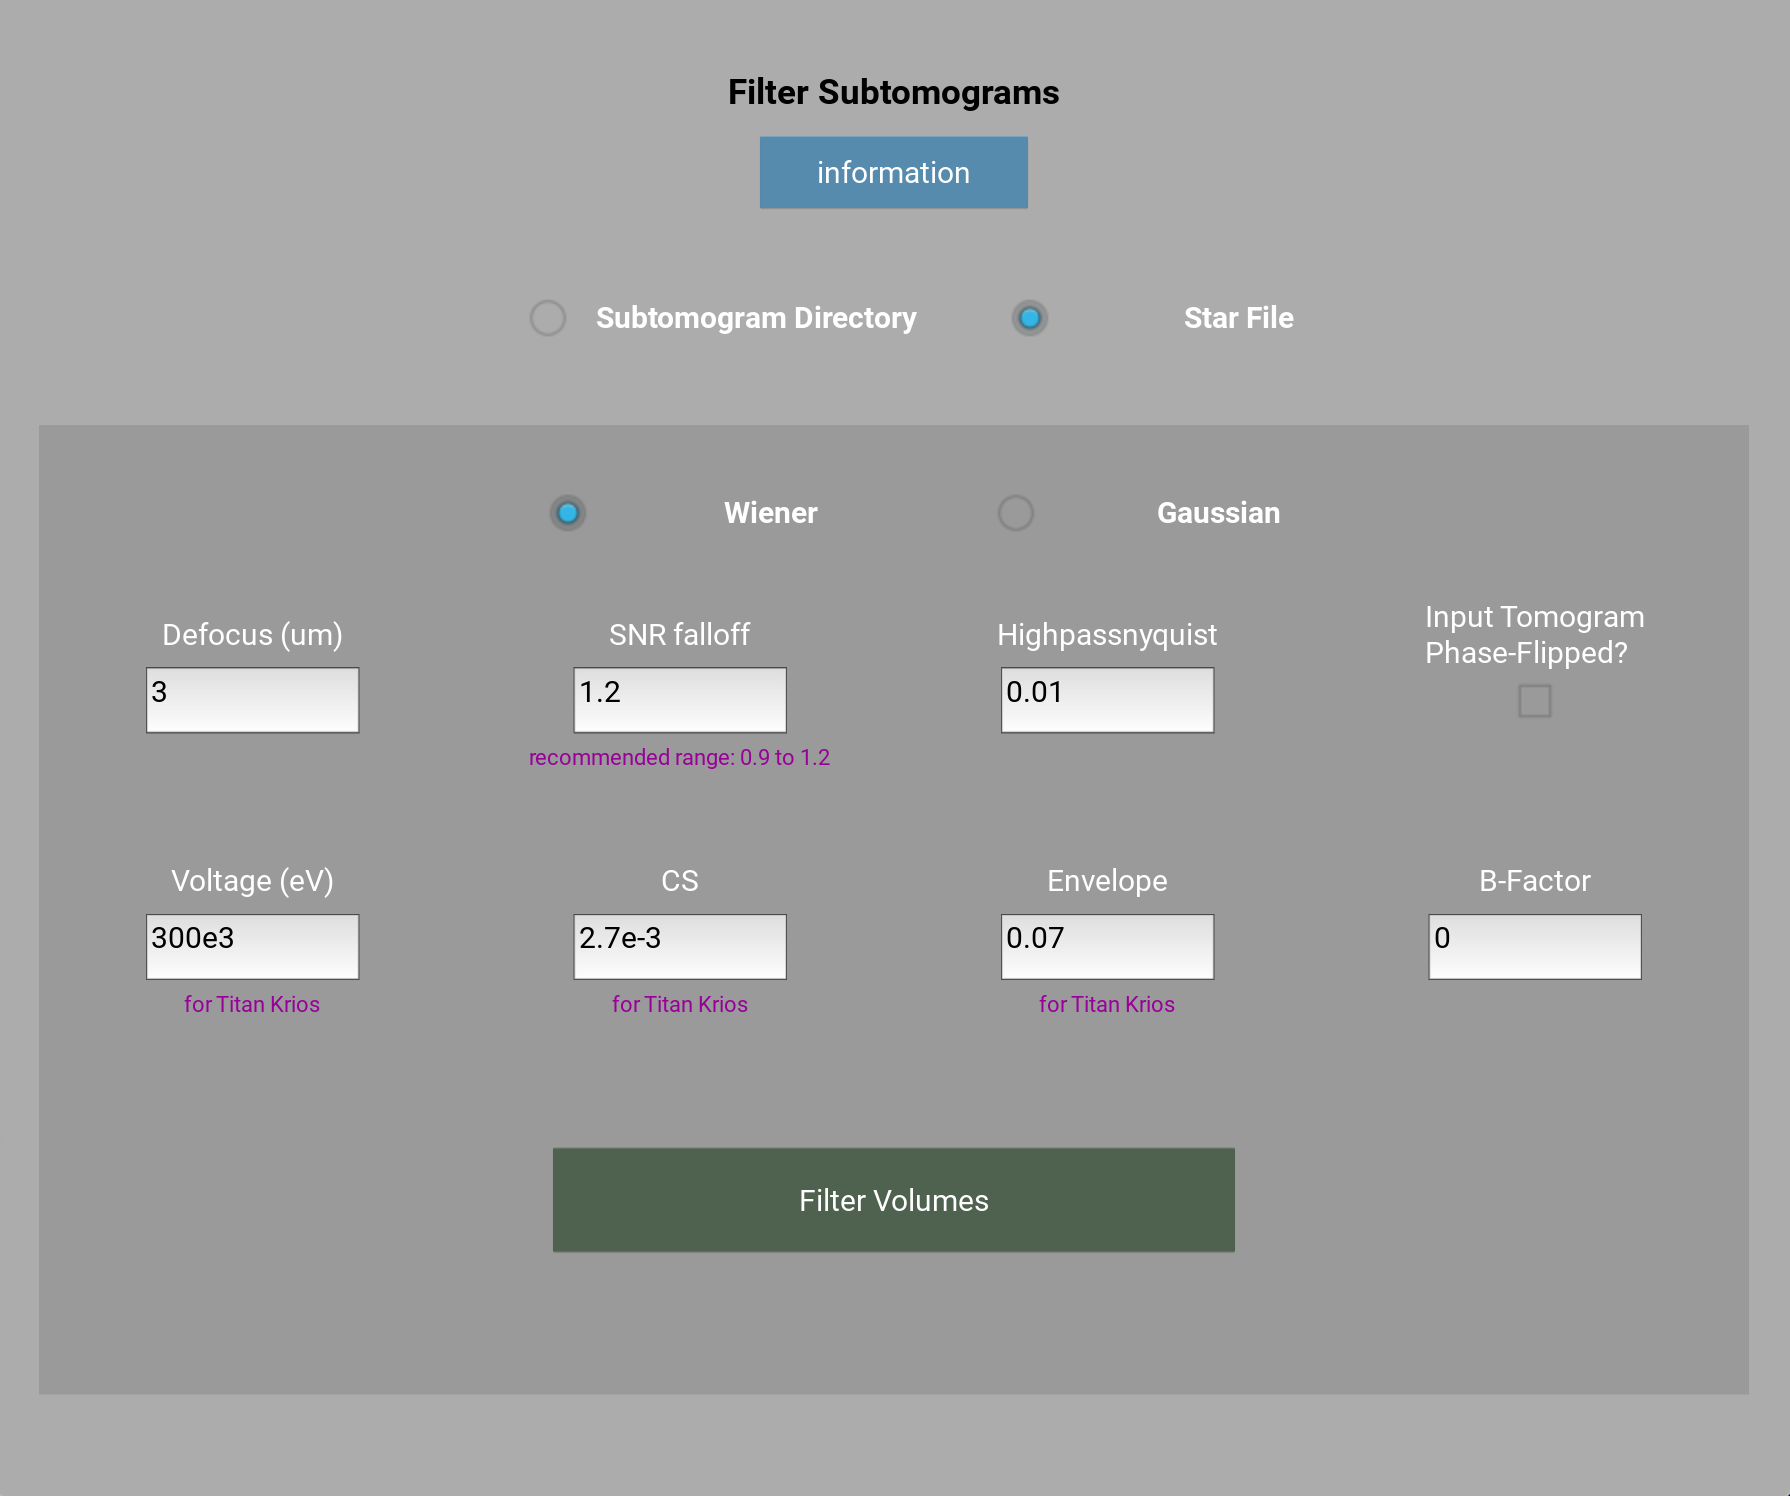 Filter Subtomograms
information
Subtomogram Directory
Star File
Wiener
Gaussian
Defocus (um)
SNR falloff
Highpassnyquist
Input Tomogram
Phase-Flipped?
3
1.2
0.01
recommended range: 0.9 to 1.2
Voltage (eV)
CS
Envelope
B-Factor
300e3
2.7e-3
0.07
0
for Titan Krios
for Titan Krios
for Titan Krios
Filter Volumes